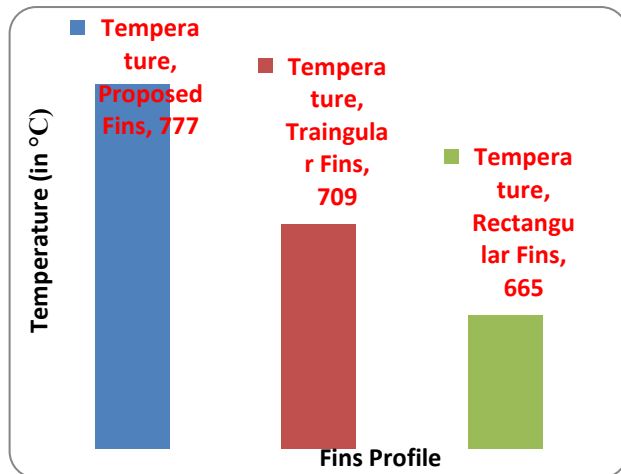 Temperature (in °C)
Tempera
ture,
Proposed
Fins, 777
Tempera
ture,
Traingula
r Fins,
709
Tempera
ture,
Rectangu
lar Fins,
665
Fins Profile